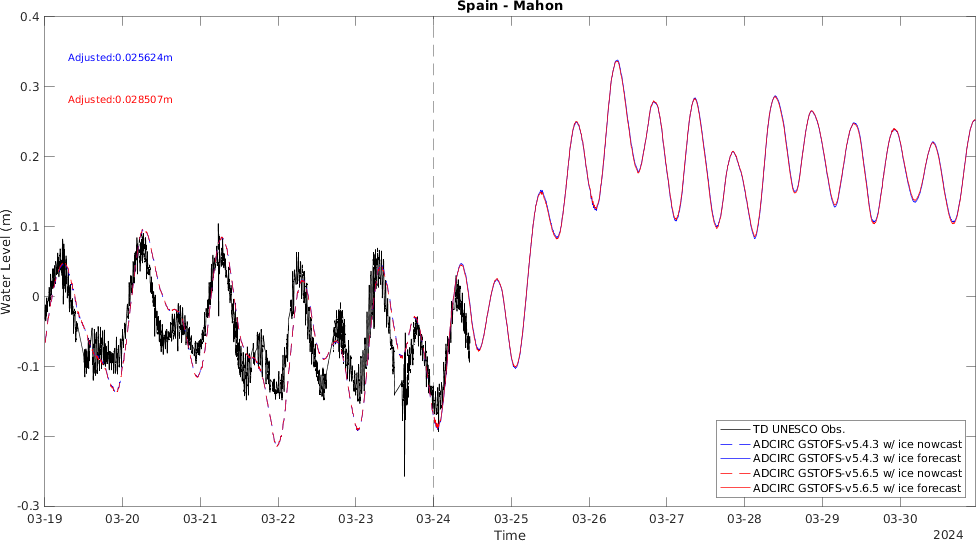 Spain - Mahon
0.4
0.3
0.2
0.1
0
-0.1
-0.2
-0.3
Water Level (m)
Adjusted:0.025624m
Adjusted:0.028507m
TD UNESCO Obs.
ADCIRC GSTOFS-v5.4.3 w/ ice nowcast
ADCIRC GSTOFS-v5.4.3 w/ ice forecast
ADCIRC GSTOFS-v5.6.5 w/ ice nowcast
ADCIRC GSTOFS-v5.6.5 w/ ice forecast
03-19 03-20 03-21 03-22 03-23 03-24 03-25 03-26 03-27 03-28 03-29 03-30
Time
2024